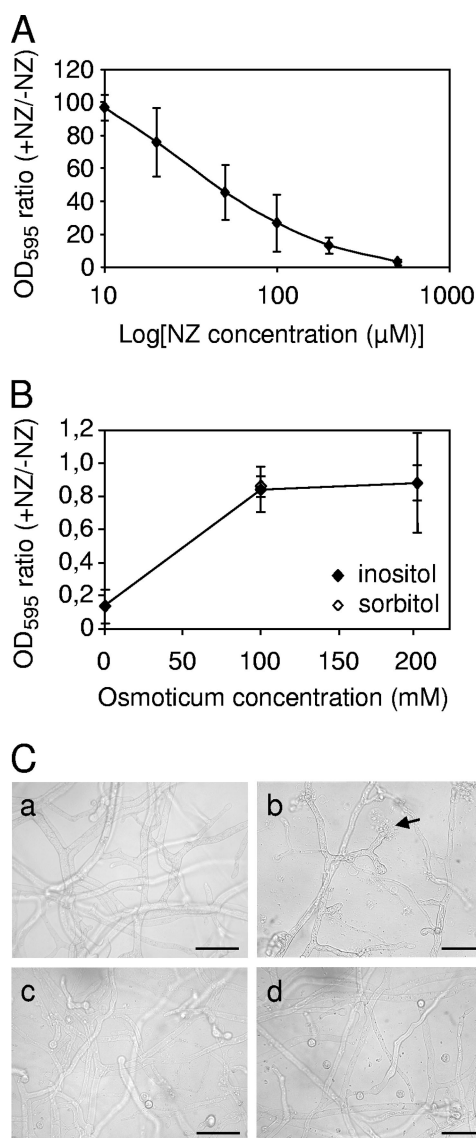 A
OD595 ratio (+NZ/-NZ)
120
100
80
60
40
20
0
10
100
1000
Log[NZ concentration (µM)]
B
OD595 ratio (+NZ/-NZ)
1,2
1,0
0,8
0,6
0,4
0,2
0
inositol
sorbitol
0
50
100
150
200
Osmoticum concentration (mM)
C
a
b
c
d